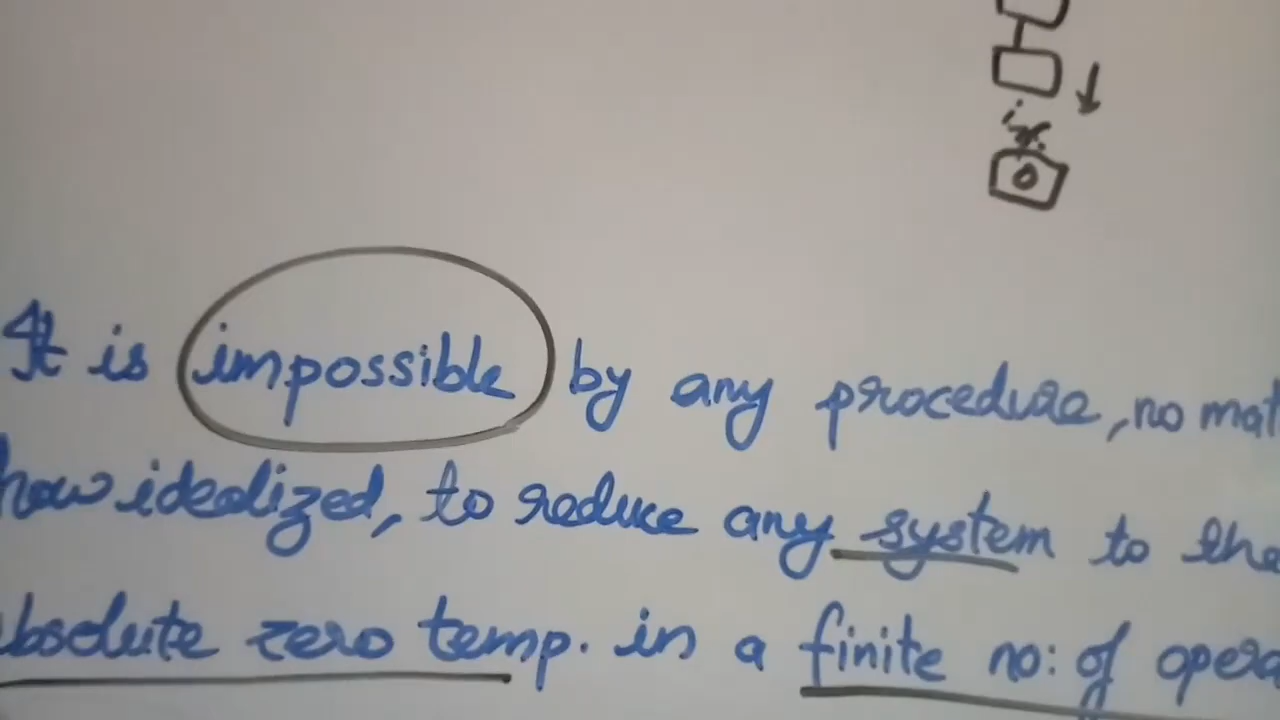 It is impossible by any procedure, no mat
how idealized, to reduce any system to the
absolute zero temp. in a finite no: of opera